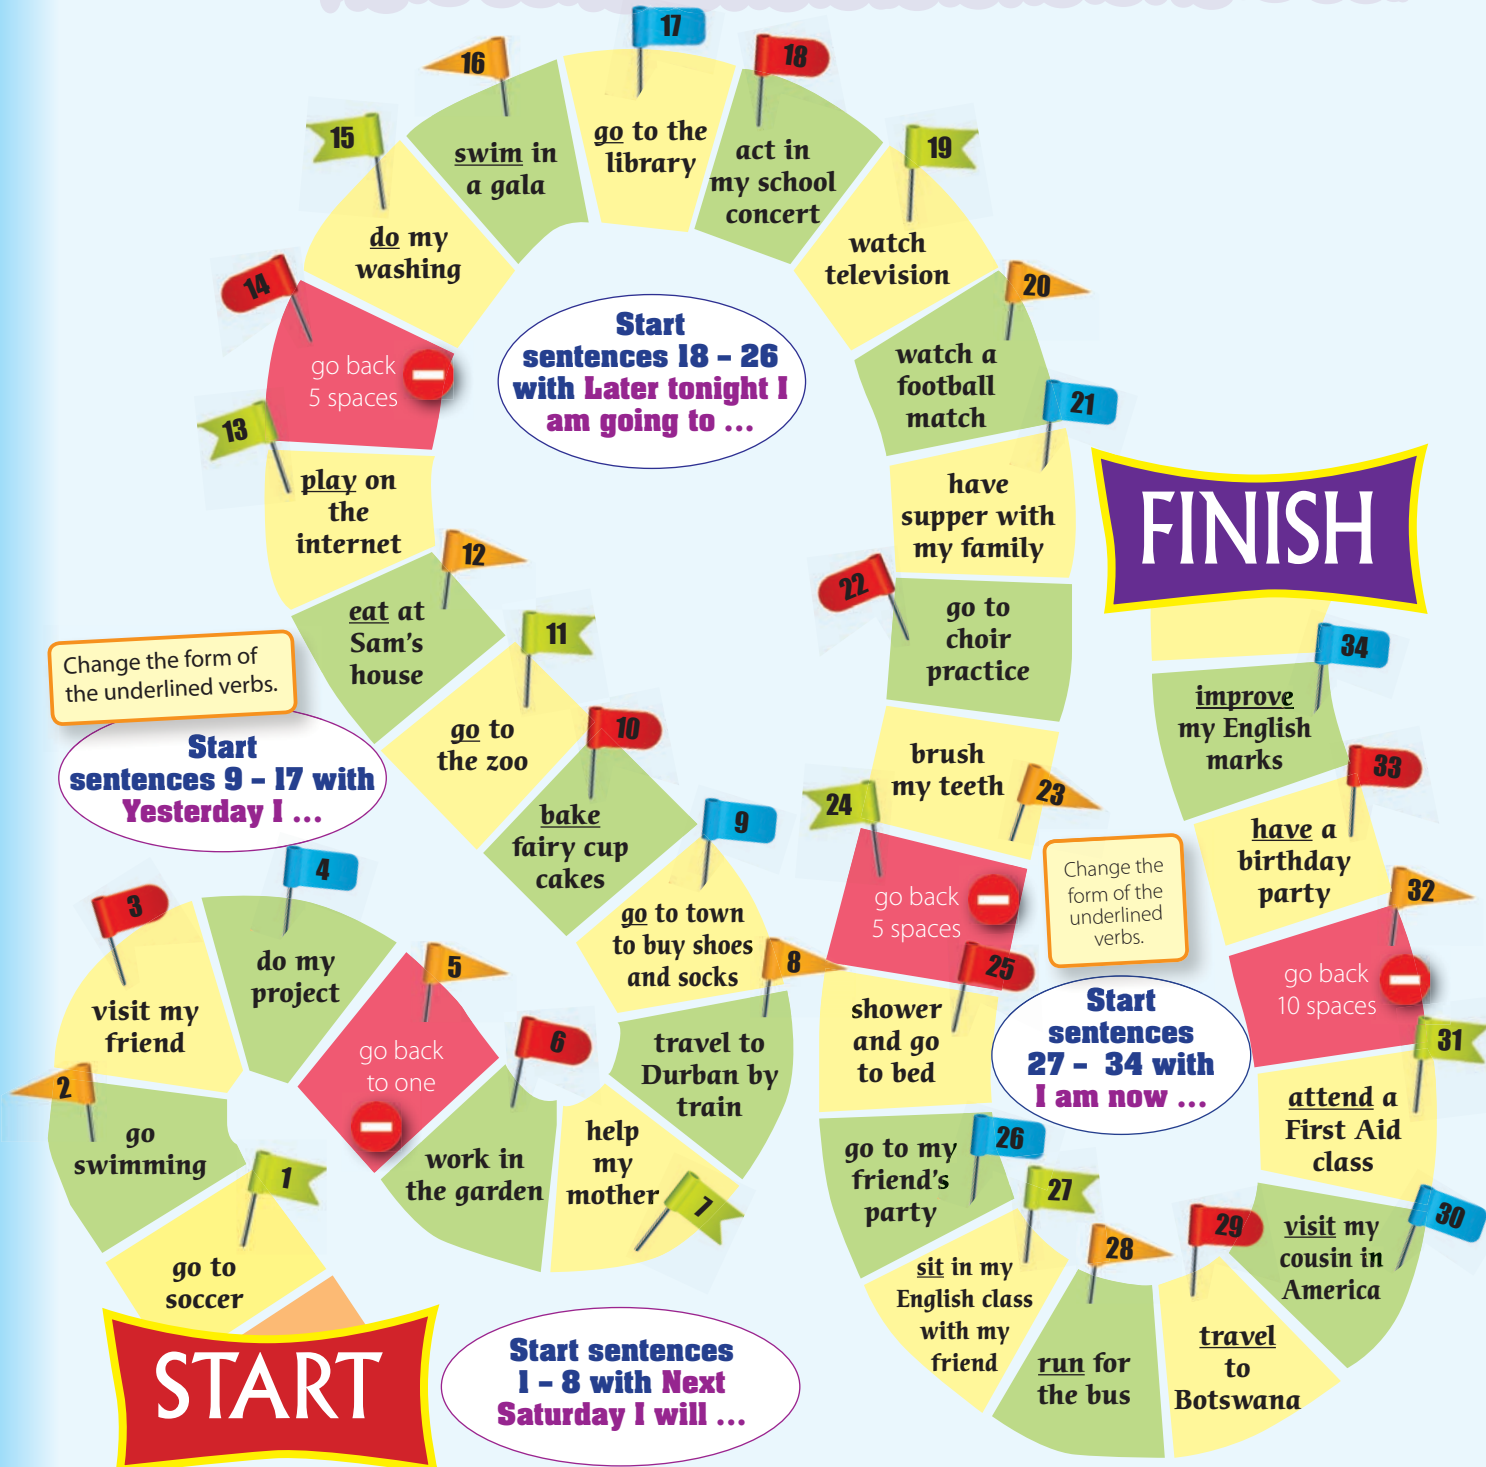 START
1
go to
soccer
2
go
swimming
3
visit my
friend
4
do my
project
5
go back
to one
6
work in
the garden
7
help
my
mother
8
travel to
Durban by
train
Start sentences
1 – 8 with Next
Saturday I will ...
9
go to town
to buy shoes
and socks
10
bake
fairy cup
cakes
11
go to
the zoo
12
eat at
Sam's
house
13
play on
the
internet
14
go back
5 spaces
15
do my
washing
16
swim in
a gala
17
go to the
library
Change the form of
the underlined verbs.
Start
sentences 9 – 17 with
Yesterday I ...
18
act in
my school
concert
19
watch
television
20
watch a
football
match
21
have
supper with
my family
22
go to
choir
practice
23
brush
my teeth
24
go back
5 spaces
25
shower
and go
to bed
26
go to my
friend's
party
Start
sentences 18 – 26
with Later tonight I
am going to ...
27
sit in my
English class
with my
friend
28
run for
the bus
29
travel
to
Botswana
30
visit my
cousin in
America
31
attend a
First Aid
class
32
go back
10 spaces
33
have a
birthday
party
34
improve
my English
marks
Change the
form of the
underlined
verbs.
Start
sentences
27 – 34 with
I am now ...
FINISH